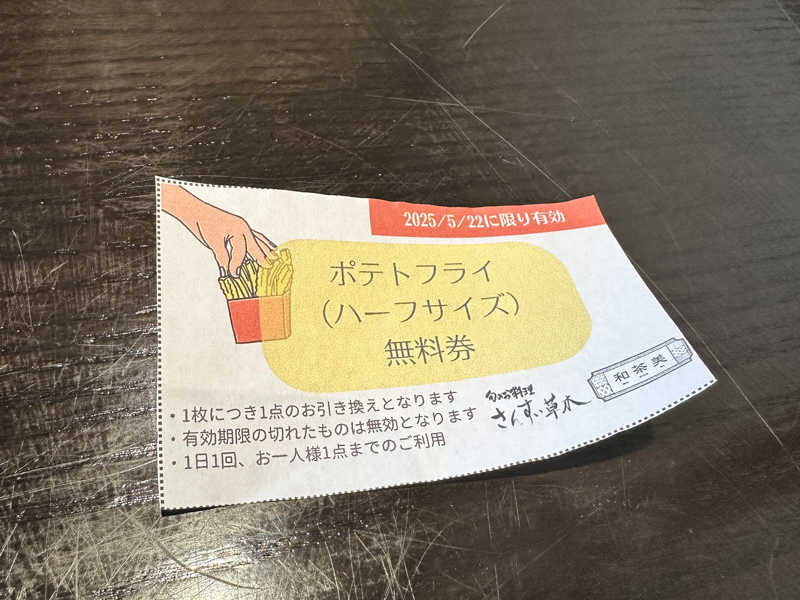 2025/5/22に限り有効
ポテトフライ
（ハーフサイズ）
無料券
・1枚につき1点のお引き換えとなります
・有効期限の切れたものは無効となります
・1日1回、お一人様1点までのご利用
さんすい草木
和茶美